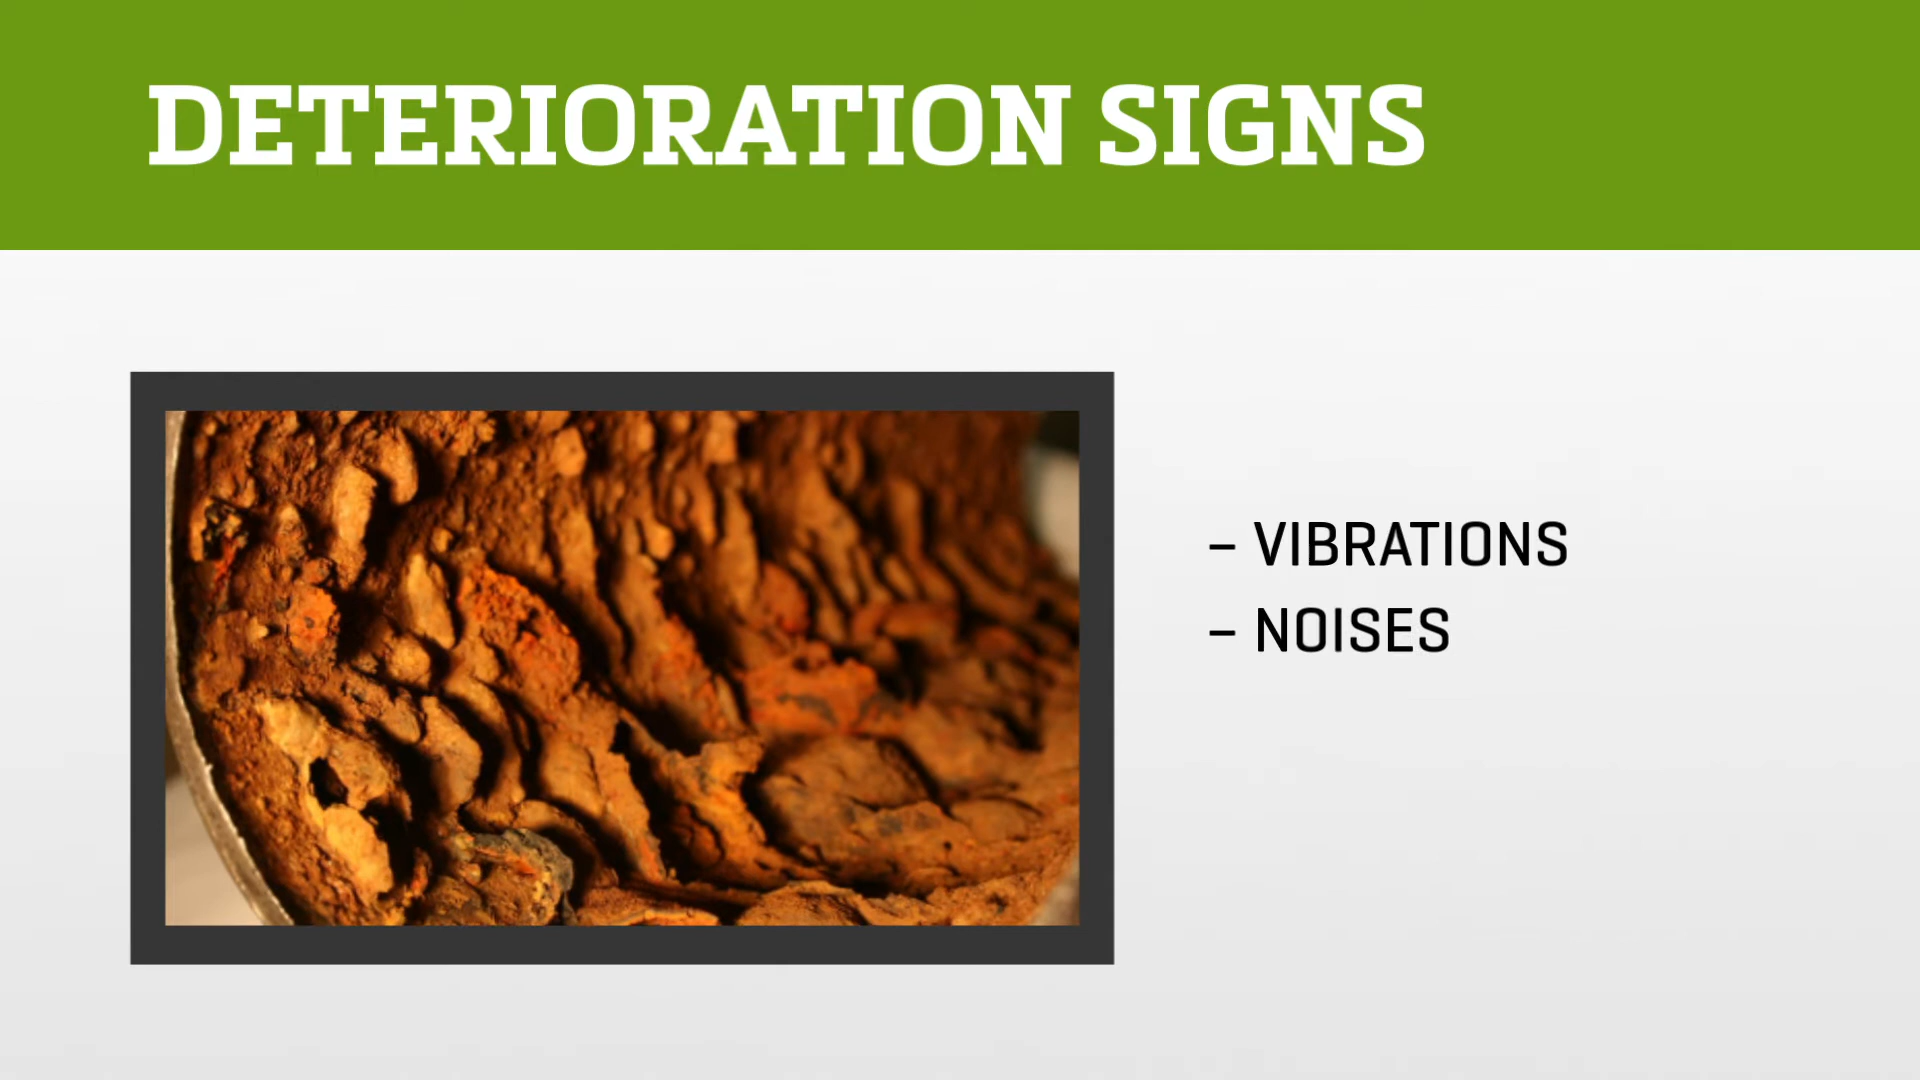 DETERIORATION SIGNS
– VIBRATIONS
– NOISES